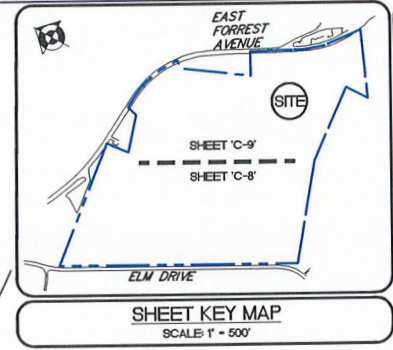 EAST
FORREST
AVENUE
SITE
SHEET 'C-9'
SHEET 'C-8'
ELM DRIVE
SHEET KEY MAP
SCALE: 1" = 500'